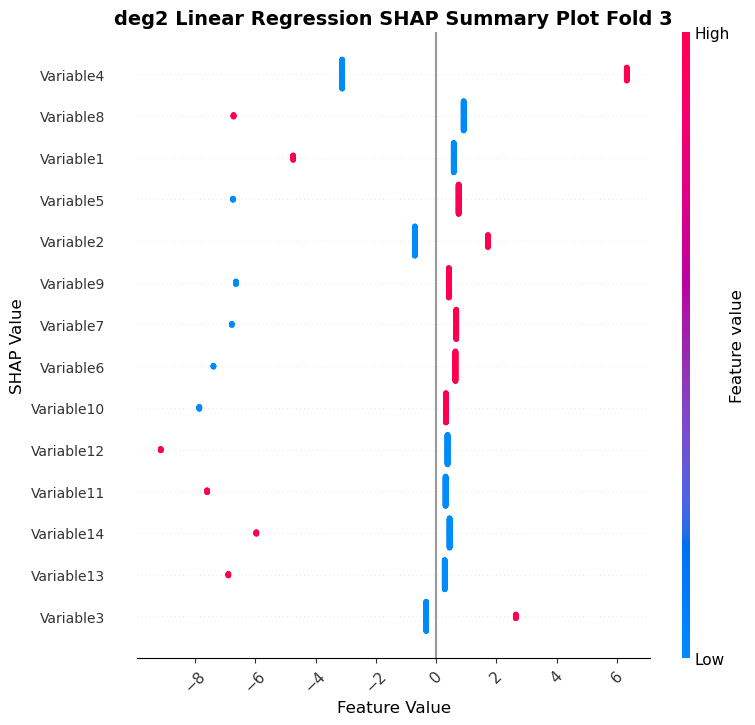 deg2 Linear Regression SHAP Summary Plot Fold 3
High
Variable4
Variable8
Variable1
Variable5
Variable2
Variable9
Variable7
Variable6
Variable10
Variable12
Variable11
Variable14
Variable13
Variable3
SHAP Value
Feature value
Low
−8 −6 −4 −2 0 2 4 6
Feature Value